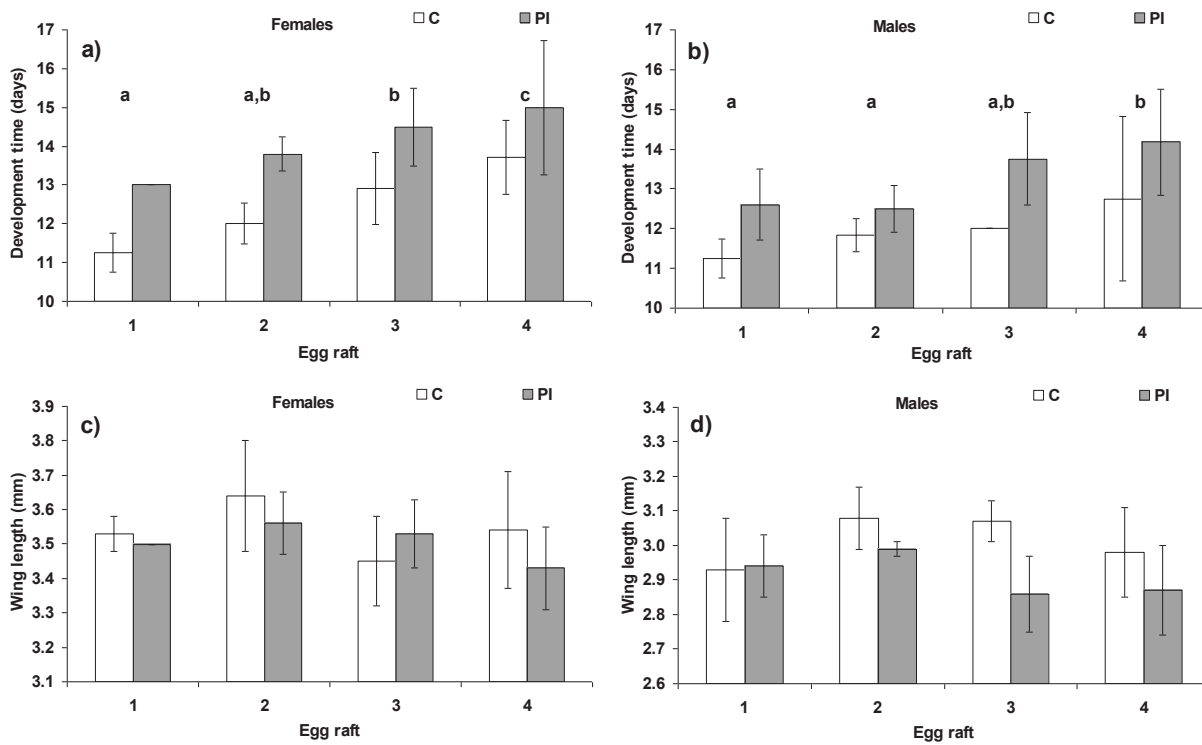 Females
C
PI
a)
Development time (days)
17
16
15
14
13
12
11
10
a
a,b
b
c
1
2
3
4
Egg raft
Males
C
PI
b)
Development time (days)
17
16
15
14
13
12
11
10
a
a
a,b
b
1
2
3
4
Egg raft
Females
C
PI
c)
Wing length (mm)
3.9
3.8
3.7
3.6
3.5
3.4
3.3
3.2
3.1
1
2
3
4
Egg raft
Males
C
PI
d)
Wing length (mm)
3.4
3.3
3.2
3.1
3.0
2.9
2.8
2.7
2.6
1
2
3
4
Egg raft